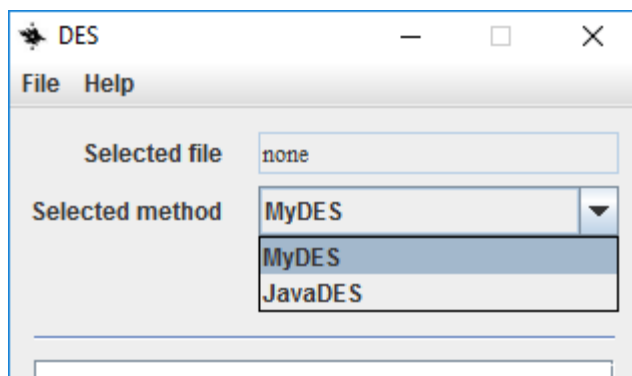 DES
File Help
Selected file none
Selected method MyDES
MyDES
JavaDES